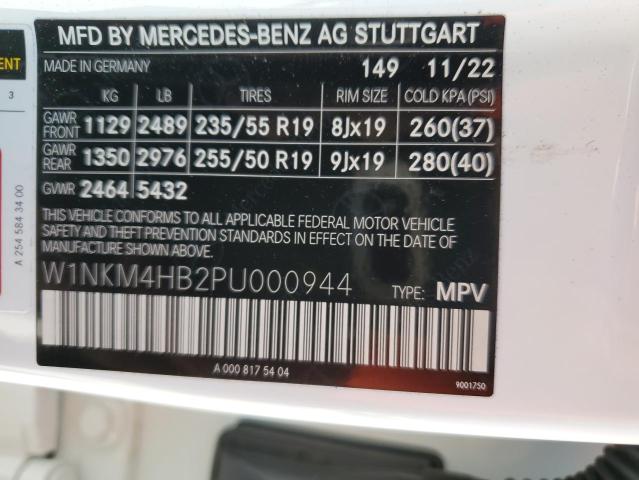 MFD BY MERCEDES-BENZ AG STUTTGART
MADE IN GERMANY 149 11/22
KG LB TIRES RIM SIZE COLD KPA(PSI)
GAWR FRONT 1129 2489 235/55 R19 8Jx19 260(37)
GAWR REAR 1350 2976 255/50 R19 9Jx19 280(40)
GVWR 2464 5432
THIS VEHICLE CONFORMS TO ALL APPLICABLE FEDERAL MOTOR VEHICLE
SAFETY AND THEFT PREVENTION STANDARDS IN EFFECT ON THE DATE OF
MANUFACTURE SHOWN ABOVE.
W1NKM4HB2PU000944
TYPE: MPV
A 000 817 54 04
9001750
3
A 254 584 34 00